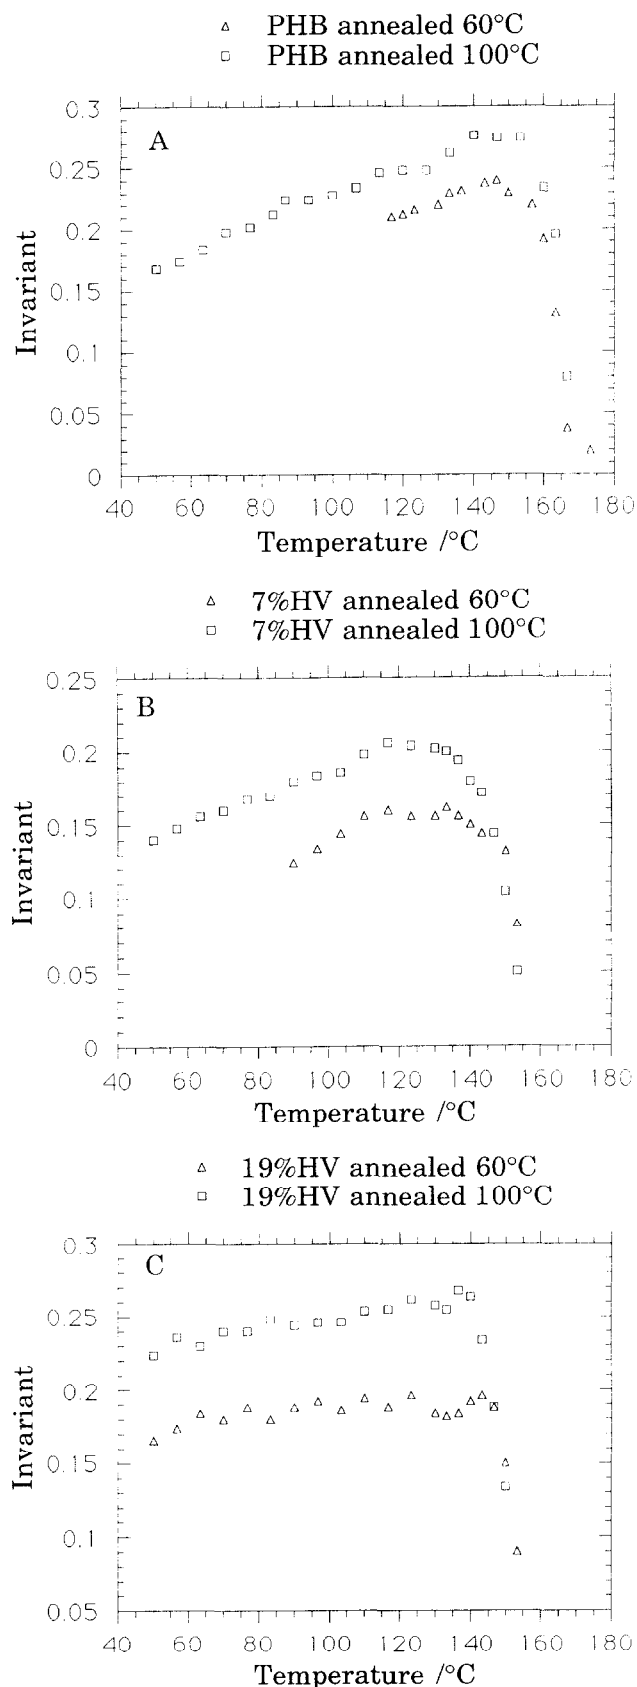 △ PHB annealed 60°C
□ PHB annealed 100°C
0.3
A
0.25
0.2
0.15
0.1
0.05
0
Invariant
40 60 80 100 120 140 160 180
Temperature /°C
△ 7%HV annealed 60°C
□ 7%HV annealed 100°C
0.25
B
0.2
0.15
0.1
0.05
0
Invariant
40 60 80 100 120 140 160 180
Temperature /°C
△ 19%HV annealed 60°C
□ 19%HV annealed 100°C
0.3
C
0.25
0.2
0.15
0.1
0.05
Invariant
40 60 80 100 120 140 160 180
Temperature /°C